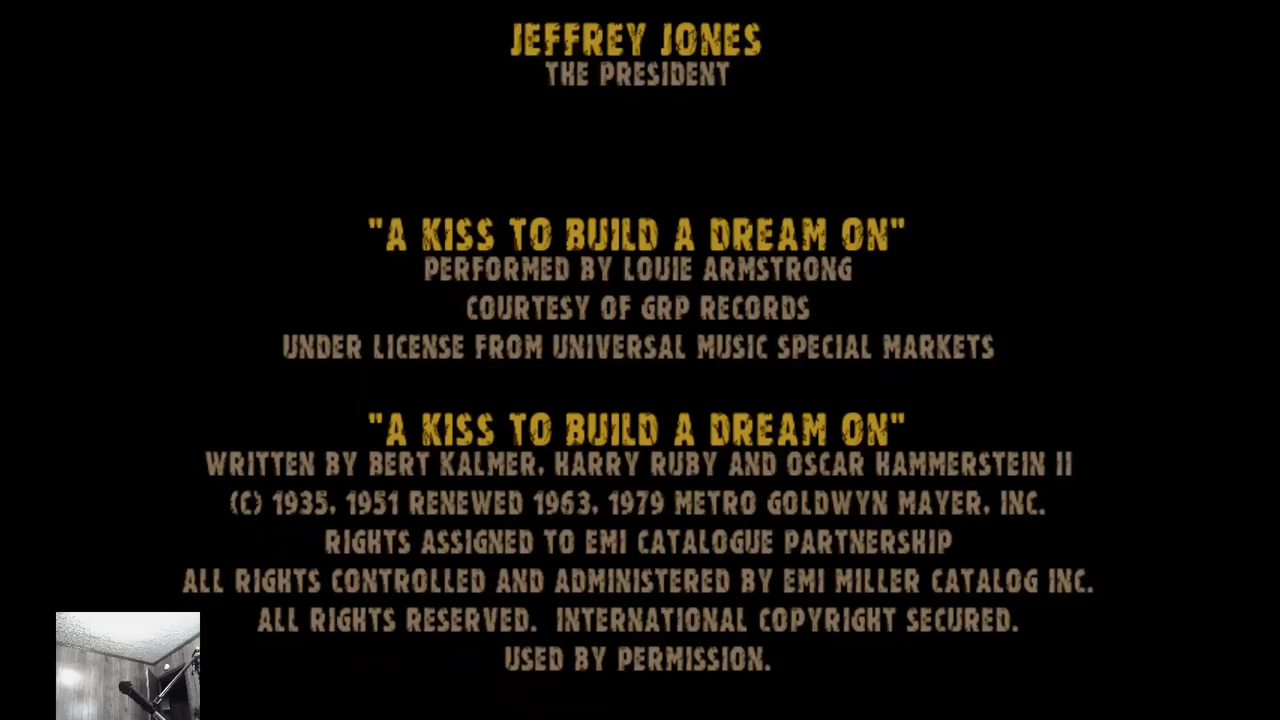 JEFFREY JONES
THE PRESIDENT
"A KISS TO BUILD A DREAM ON"
PERFORMED BY LOUIE ARMSTRONG
COURTESY OF GRP RECORDS
UNDER LICENSE FROM UNIVERSAL MUSIC SPECIAL MARKETS
"A KISS TO BUILD A DREAM ON"
WRITTEN BY BERT KALMER, HARRY RUBY AND OSCAR HAMMERSTEIN II
(C) 1935, 1951 RENEWED 1963, 1979 METRO GOLDWYN MAYER, INC.
RIGHTS ASSIGNED TO EMI CATALOGUE PARTNERSHIP
ALL RIGHTS CONTROLLED AND ADMINISTERED BY EMI MILLER CATALOG INC.
ALL RIGHTS RESERVED. INTERNATIONAL COPYRIGHT SECURED.
USED BY PERMISSION.